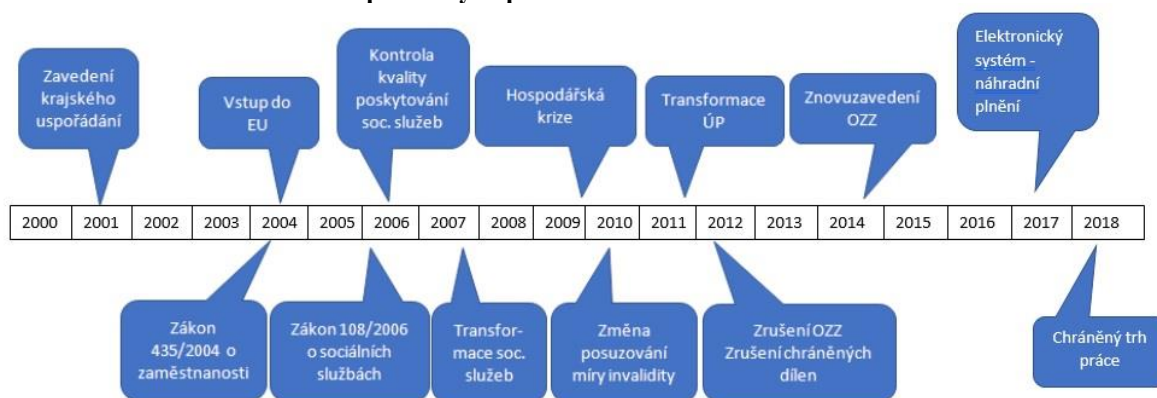 Zavedení
krajského
uspořádání
Vstup do
EU
Kontrola
kvality
poskytování
soc. služeb
Hospodářská
krize
Transformace
ÚP
Znovuzavedení
OZZ
Elektronický
systém -
náhradní
plnění
2000 2001 2002 2003 2004 2005 2006 2007 2008 2009 2010 2011 2012 2013 2014 2015 2016 2017 2018
Zákon
435/2004 o
zaměstnanosti
Zákon 108/2006
o sociálních
službách
Transfor-
mace soc.
služeb
Změna
posuzování
míry invalidity
Zrušení OZZ
Zrušení chráněných
dílen
Chráněný trh
práce